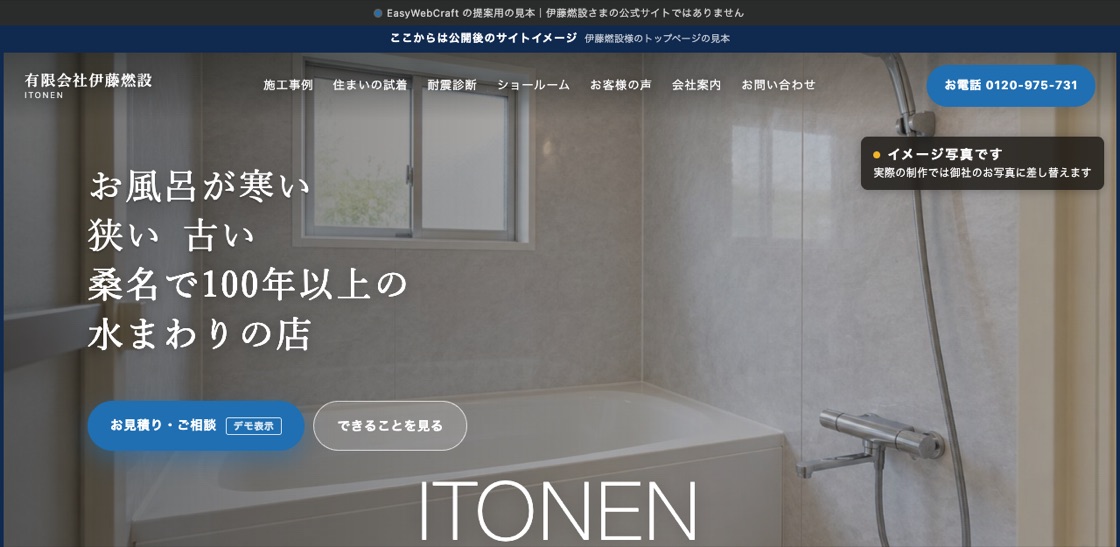 EasyWebCraft の提案用の見本｜伊藤燃設さまの公式サイトではありません
ここからは公開後のサイトイメージ 伊藤燃設様のトップページの見本
有限会社伊藤燃設
ITONEN
施工事例 住まいの試着 耐震診断 ショールーム お客様の声 会社案内 お問い合わせ
お電話 0120-975-731
イメージ写真です
実際の制作では御社のお写真に差し替えます
お風呂が寒い
狭い 古い
桑名で100年以上の
水まわりの店
お見積り・ご相談 デモ表示
できることを見る
ITONEN